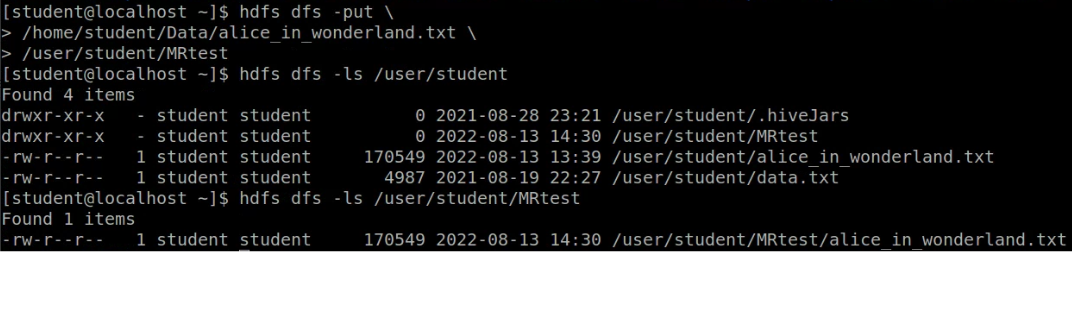 [student@localhost ~]$ hdfs dfs -put \
> /home/student/Data/alice_in_wonderland.txt \
> /user/student/MRtest
[student@localhost ~]$ hdfs dfs -ls /user/student
Found 4 items
drwxr-xr-x   - student student          0 2021-08-28 23:21 /user/student/.hiveJars
drwxr-xr-x   - student student          0 2022-08-13 14:30 /user/student/MRtest
-rw-r--r--   1 student student     170549 2022-08-13 13:39 /user/student/alice_in_wonderland.txt
-rw-r--r--   1 student student       4987 2021-08-19 22:27 /user/student/data.txt
[student@localhost ~]$ hdfs dfs -ls /user/student/MRtest
Found 1 items
-rw-r--r--   1 student student     170549 2022-08-13 14:30 /user/student/MRtest/alice_in_wonderland.txt